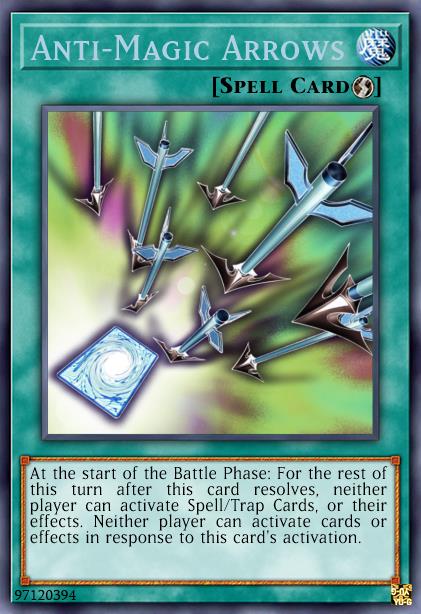 Anti-Magic Arrows 魔
[Spell Card]
At the start of the Battle Phase: For the rest of
this turn after this card resolves, neither
player can activate Spell/Trap Cards, or their
effects. Neither player can activate cards or
effects in response to this card's activation.
97120394